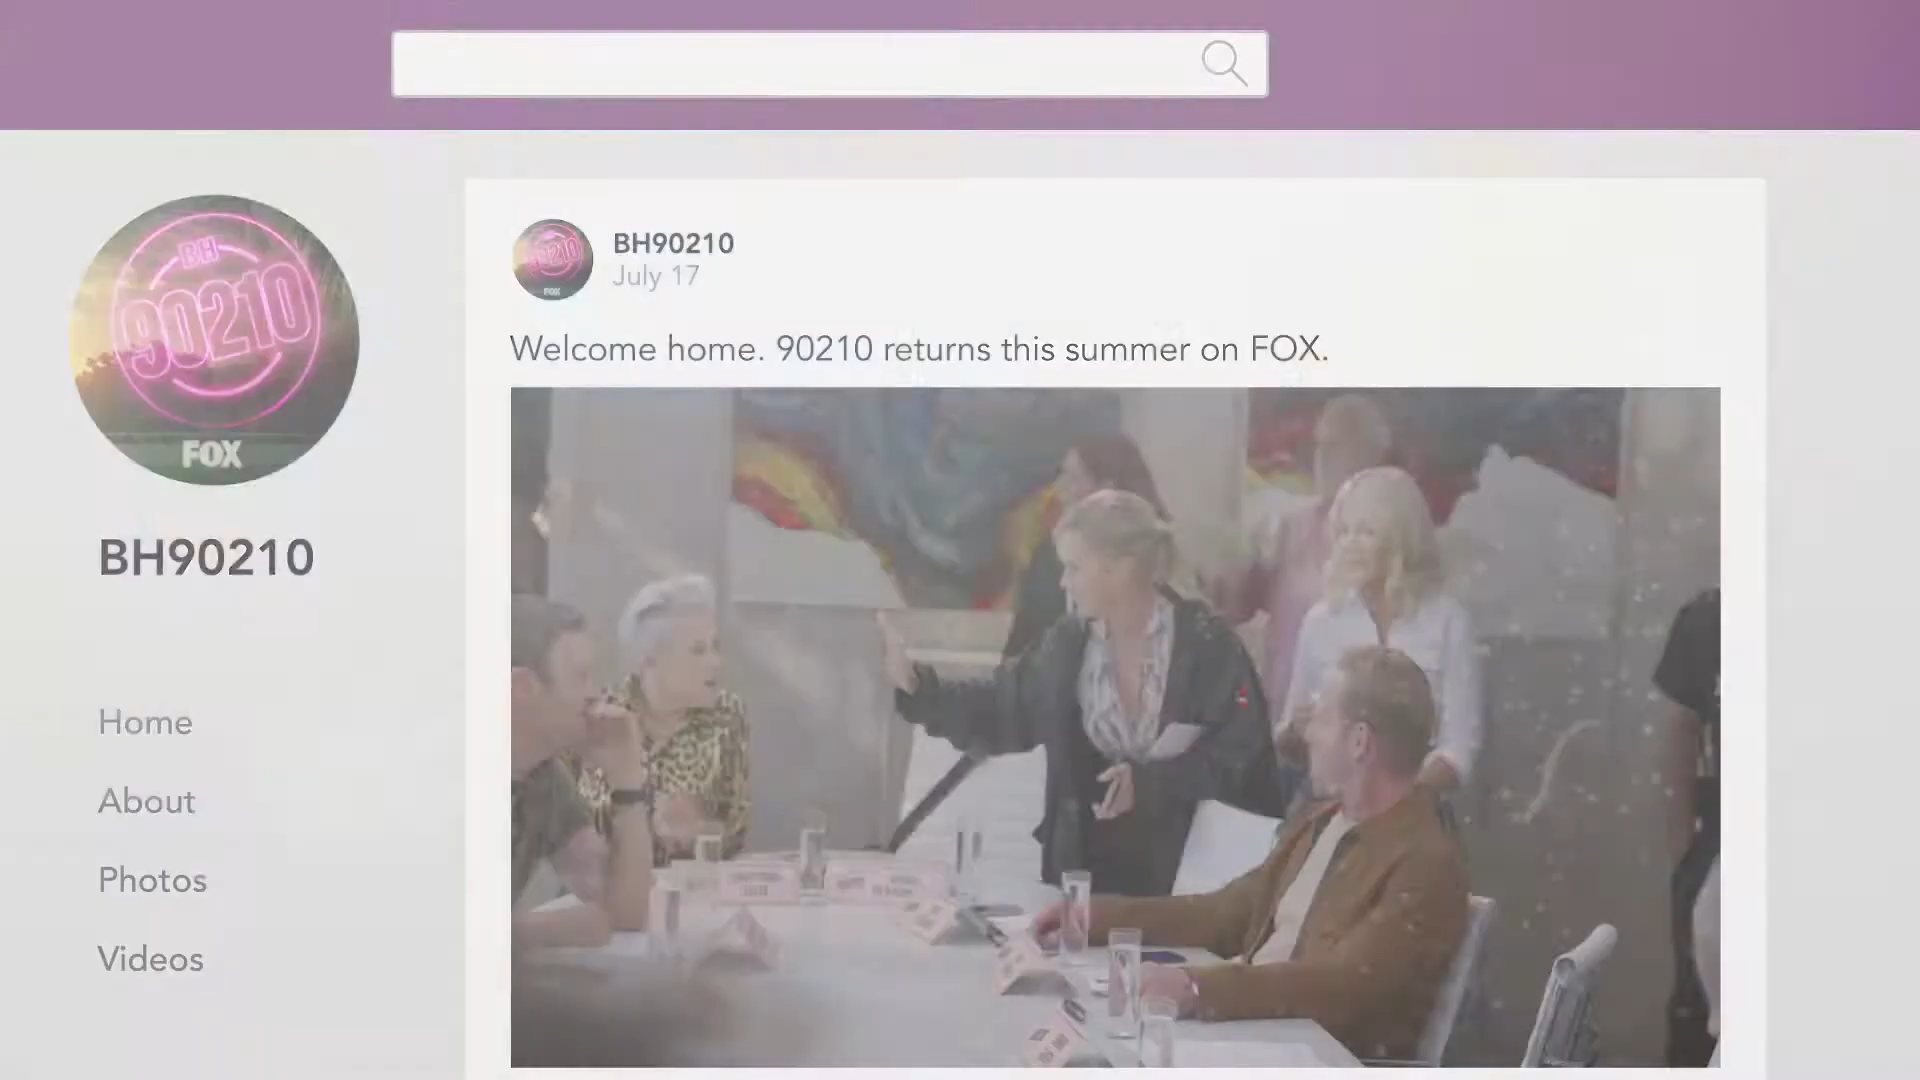 BH
90210
FOX
BH90210
Home
About
Photos
Videos
90210
FOX
BH90210
July 17
Welcome home. 90210 returns this summer on FOX.